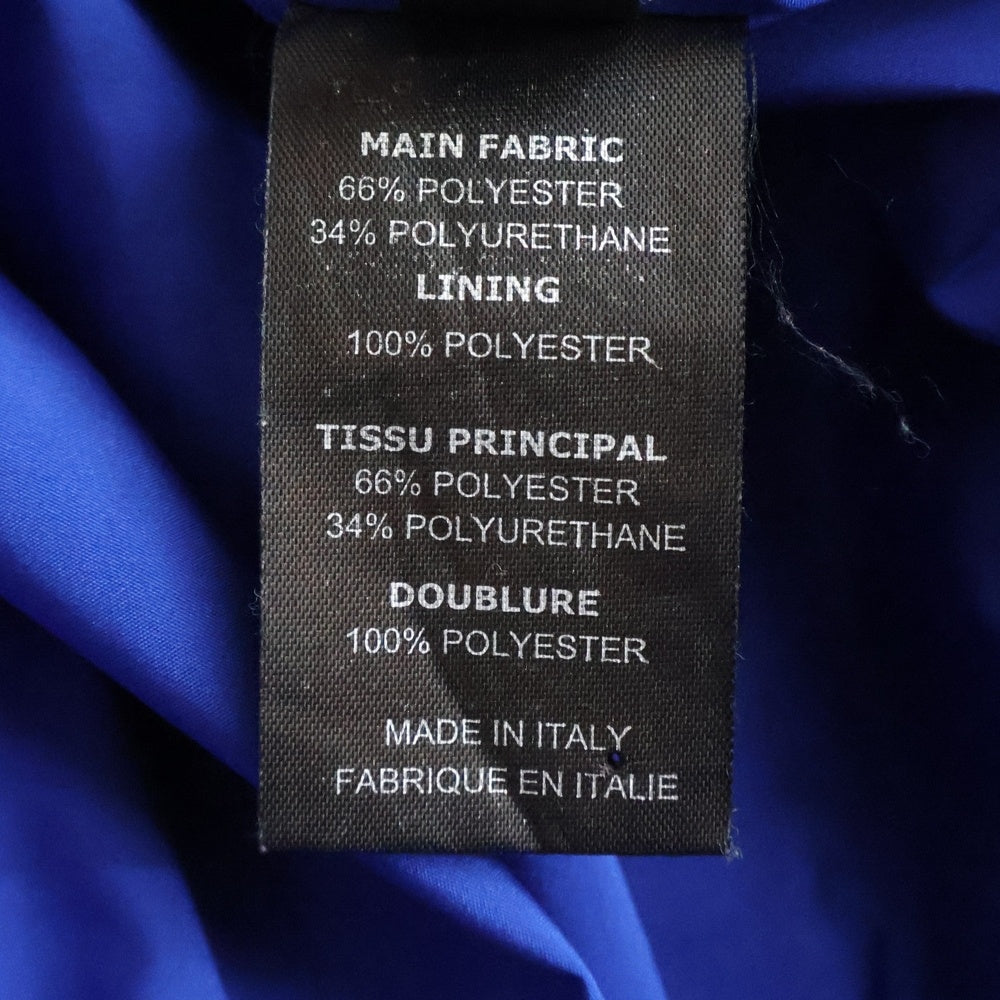 MAIN FABRIC
66% POLYESTER
34% POLYURETHANE
LINING
100% POLYESTER
TISSU PRINCIPAL
66% POLYESTER
34% POLYURETHANE
DOUBLURE
100% POLYESTER
MADE IN ITALY
FABRIQUE EN ITALIE